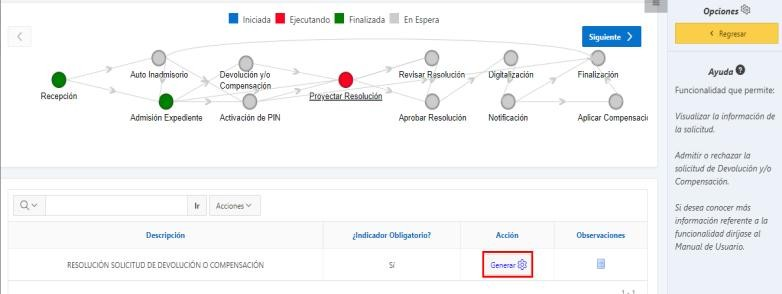 Iniciada Ejecutando Finalizada En Espera
Siguiente
Auto Inadmisorio
Devolución y/o
Compensación
Revisar Resolución
Digitalización
Finalización
Recepción
Proyectar Resolución
Admisión Expediente
Activación de PIN
Aprobar Resolución
Notificación
Aplicar Compensació
Ir
Acciones
Descripción
¿Indicador Obligatorio?
Acción
Observaciones
RESOLUCIÓN SOLICITUD DE DEVOLUCIÓN O COMPENSACIÓN
Sí
Generar
1 - 1
Opciones
Regresar
Ayuda
Funcionalidad que permite:
Visualizar la información de
la solicitud.
Admitir o rechazar la
solicitud de Devolución y/o
Compensación.
Si desea conocer más
información referente a la
funcionalidad diríjase al
Manual de Usuario.